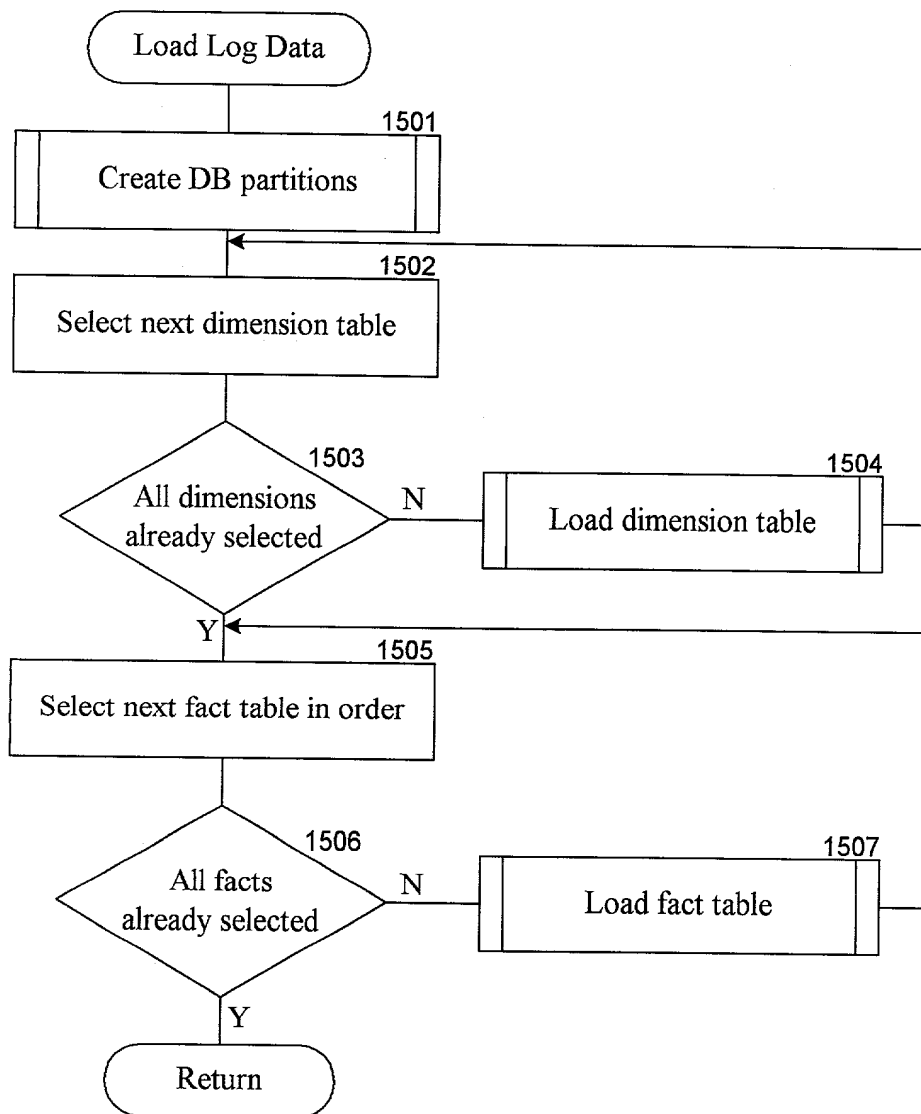 Load Log Data
1501
Create DB partitions
1502
Select next dimension table
1503
All dimensions
already selected
N
1504
Load dimension table
Y
1505
Select next fact table in order
1506
All facts
already selected
N
1507
Load fact table
Y
Return